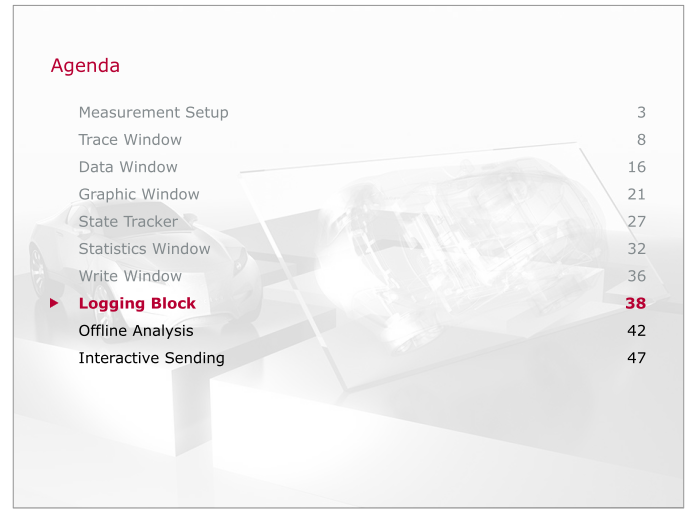 Agenda
Measurement Setup 3
Trace Window 8
Data Window 16
Graphic Window 21
State Tracker 27
Statistics Window 32
Write Window 36
Logging Block 38
Offline Analysis 42
Interactive Sending 47